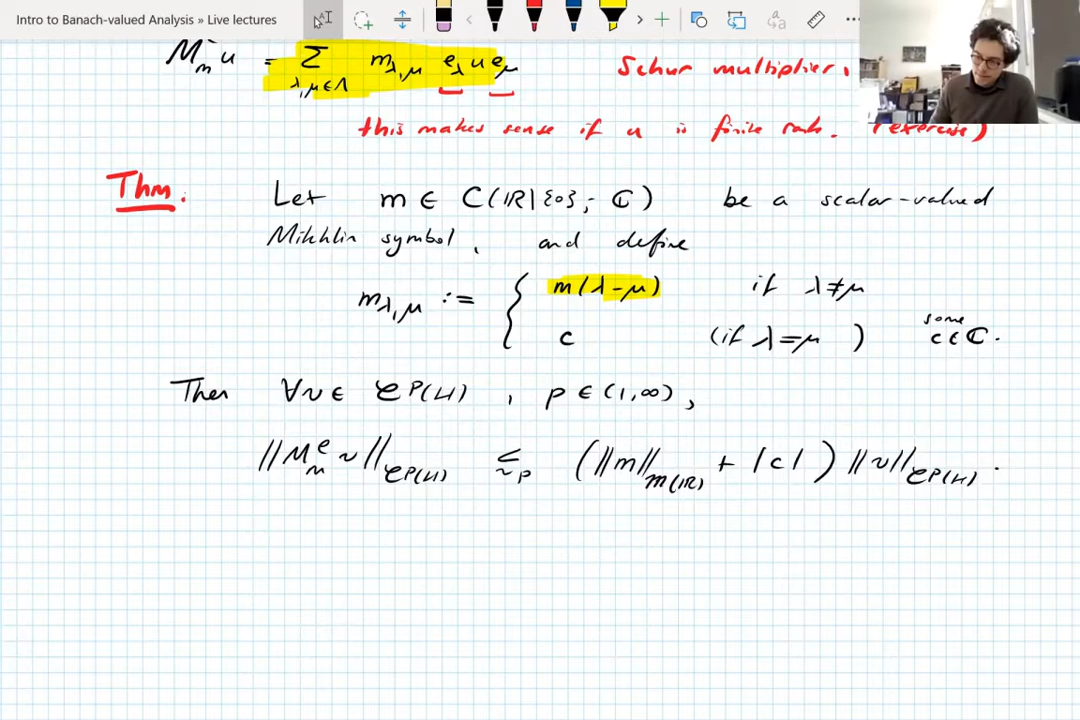 Intro to Banach-valued Analysis » Live lectures
M_m u = Σ_{λ,μ∈Λ} m_{λ,μ} e_λ u e_μ Schur multiplier.
this makes sense if u is finite rank. (exercise)
Thm. Let m ∈ C(ℝ\{0}; ℂ) be a scalar-valued
Mikhlin symbol, and define
m_{λ,μ} := { m(λ-μ) if λ≠μ
c (if λ=μ) some c∈ℂ.
Then ∀v∈ 𝒞^p(H), p∈(1,∞),
||M_m^e v||_{𝒞^p(H)} ≲_p (||m||_{𝔪(ℝ)} + |c|) ||v||_{𝒞^p(H)}.